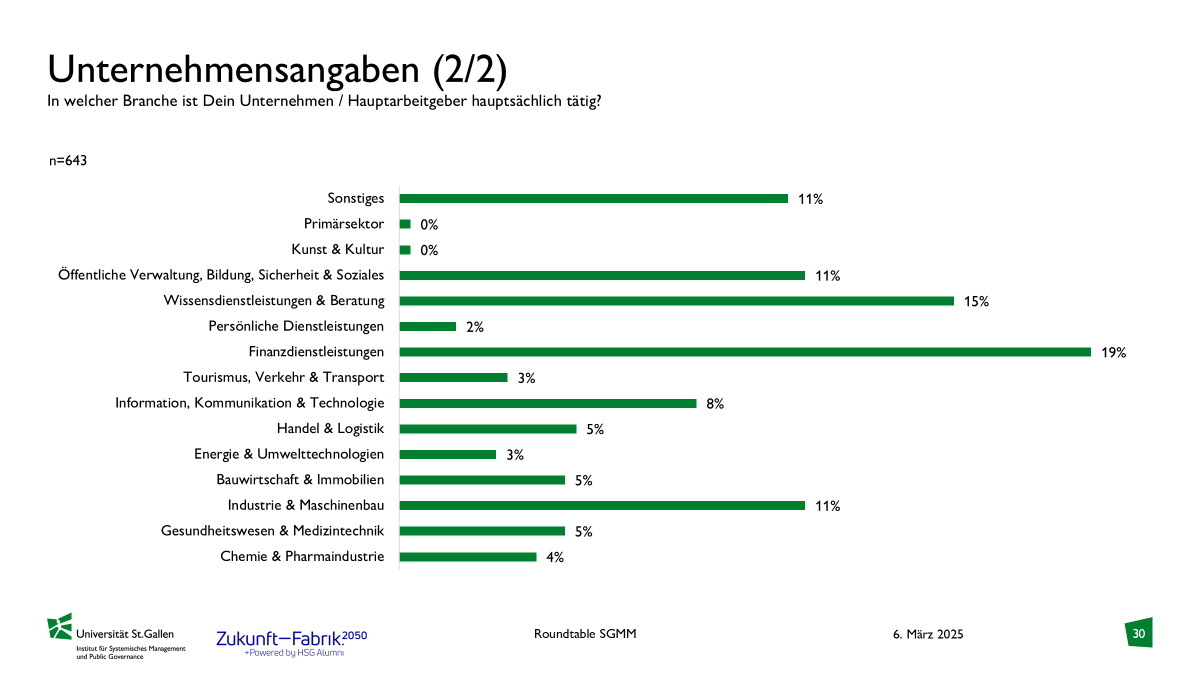 Unternehmensangaben (2/2)
In welcher Branche ist Dein Unternehmen / Hauptarbeitgeber hauptsächlich tätig?
n=643
Sonstiges 11%
Primärsektor 0%
Kunst & Kultur 0%
Öffentliche Verwaltung, Bildung, Sicherheit & Soziales 11%
Wissensdienstleistungen & Beratung 15%
Persönliche Dienstleistungen 2%
Finanzdienstleistungen 19%
Tourismus, Verkehr & Transport 3%
Information, Kommunikation & Technologie 8%
Handel & Logistik 5%
Energie & Umwelttechnologien 3%
Bauwirtschaft & Immobilien 5%
Industrie & Maschinenbau 11%
Gesundheitswesen & Medizintechnik 5%
Chemie & Pharmaindustrie 4%
Universität St.Gallen
Institut für Systemisches Management
und Public Governance
Zukunft—Fabrik.2050
+Powered by HSG Alumni
Roundtable SGMM
6. März 2025
30